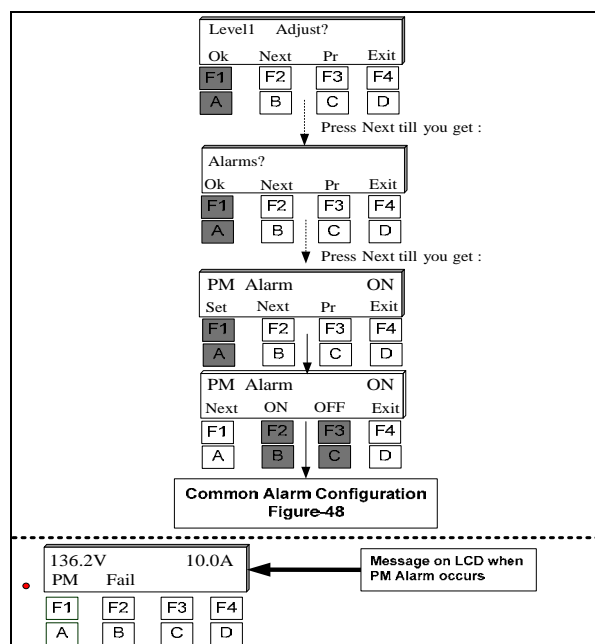 Level1 Adjust?
Ok Next Pr Exit
F1 F2 F3 F4
A B C D
Press Next till you get :
Alarms?
Ok Next Pr Exit
F1 F2 F3 F4
A B C D
Press Next till you get :
PM Alarm ON
Set Next Pr Exit
F1 F2 F3 F4
A B C D
PM Alarm ON
Next ON OFF Exit
F1 F2 F3 F4
A B C D
Common Alarm Configuration
Figure-48
136.2V 10.0A
PM Fail
Message on LCD when
PM Alarm occurs
F1 F2 F3 F4
A B C D